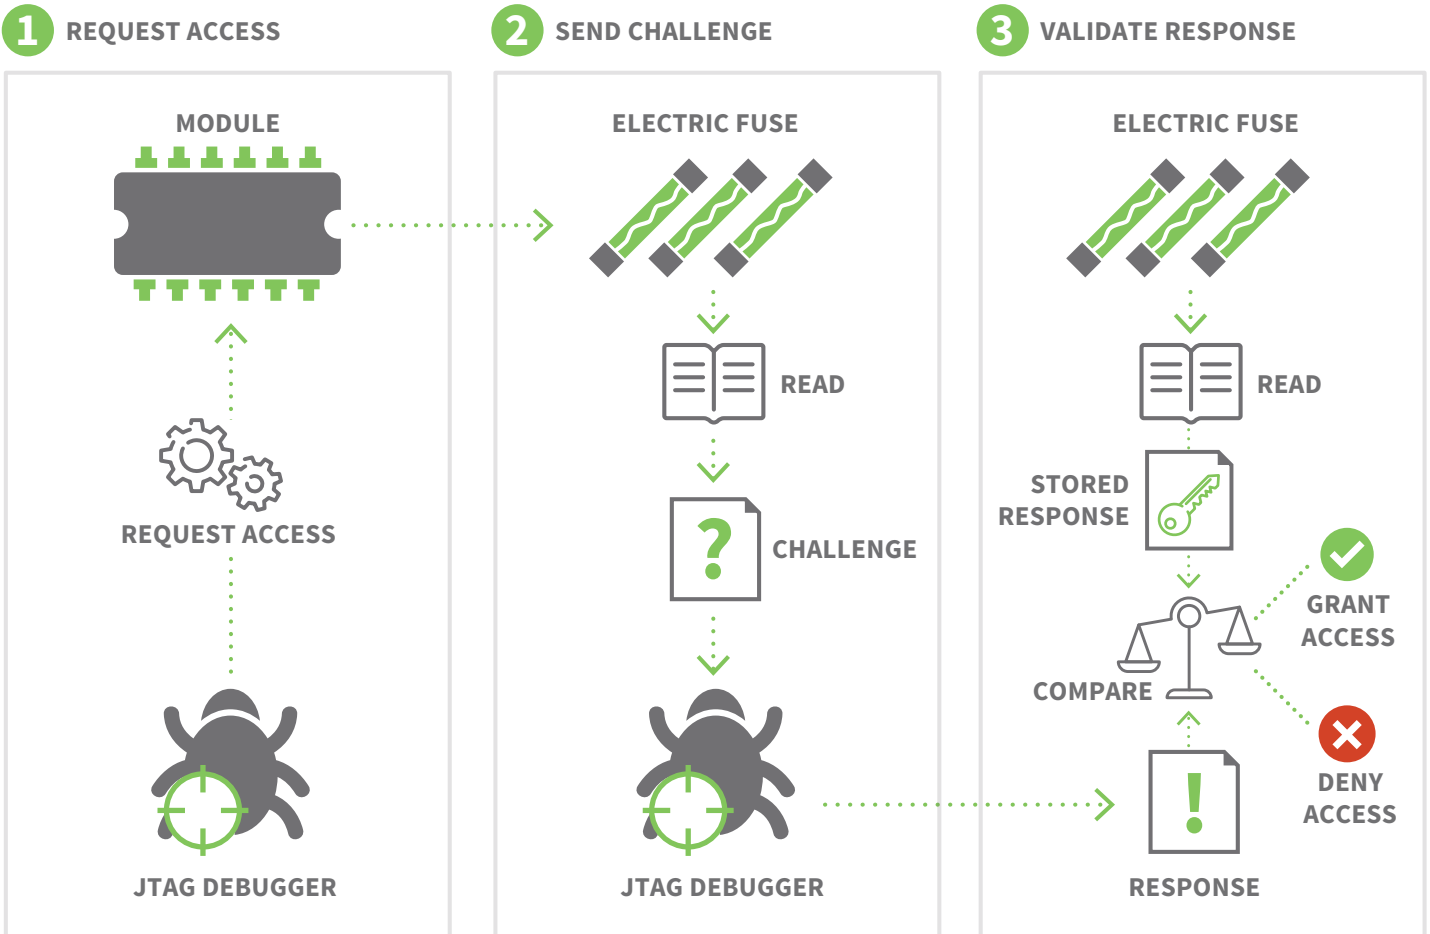 1 REQUEST ACCESS
MODULE
REQUEST ACCESS
JTAG DEBUGGER
2 SEND CHALLENGE
ELECTRIC FUSE
READ
?
CHALLENGE
JTAG DEBUGGER
3 VALIDATE RESPONSE
ELECTRIC FUSE
READ
STORED
RESPONSE
GRANT
ACCESS
COMPARE
DENY
ACCESS
!
RESPONSE